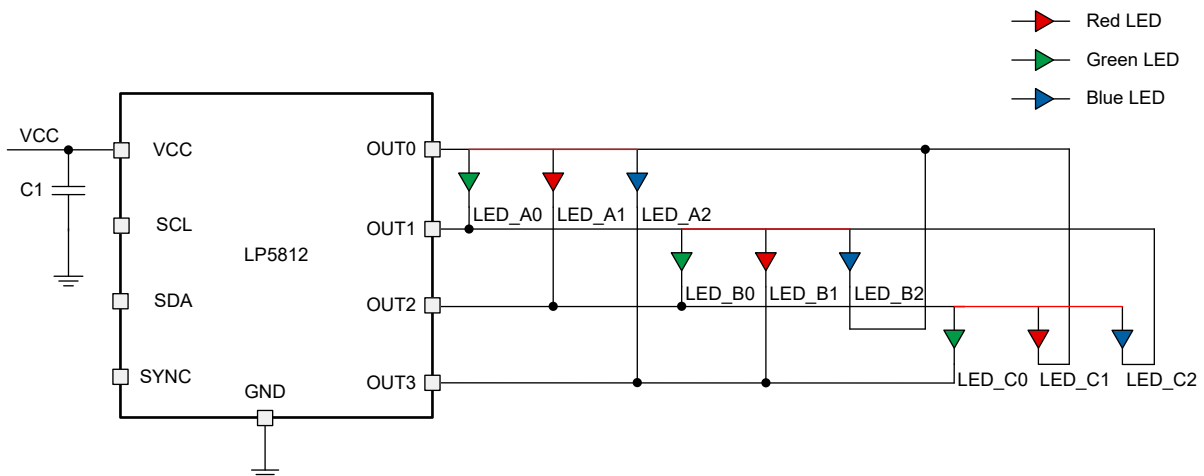 Red LED
Green LED
Blue LED
VCC
VCC
OUT0
C1
LED_A0
LED_A1
LED_A2
SCL
OUT1
LP5812
LED_B0
LED_B1
LED_B2
SDA
OUT2
SYNC
GND
OUT3
LED_C0
LED_C1
LED_C2